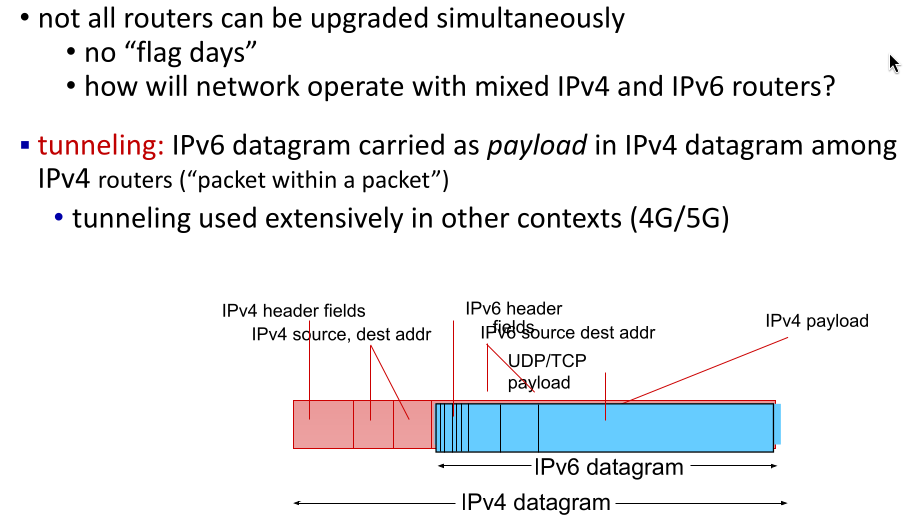 • not all routers can be upgraded simultaneously
• no “flag days”
• how will network operate with mixed IPv4 and IPv6 routers?
▪ tunneling: IPv6 datagram carried as payload in IPv4 datagram among
IPv4 routers (“packet within a packet”)
• tunneling used extensively in other contexts (4G/5G)
IPv4 header fields
IPv4 source, dest addr
IPv6 header
fields
IPv6 source dest addr
UDP/TCP
payload
IPv4 payload
IPv6 datagram
IPv4 datagram